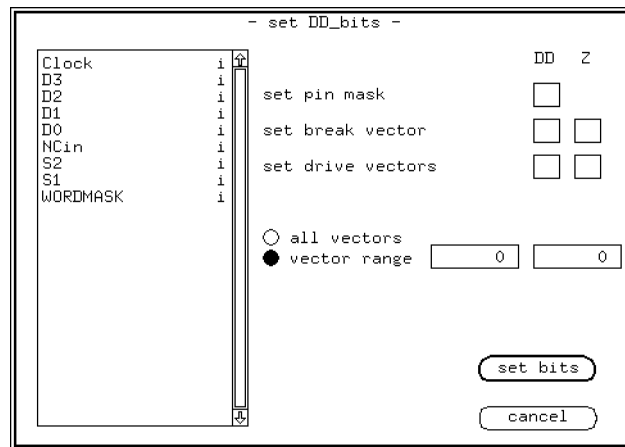 - set DD_bits -
Clock i
D3 i
D2 i
D1 i
D0 i
NCin i
S2 i
S1 i
WORDMASK i
DD Z
set pin mask
set break vector
set drive vectors
all vectors
vector range 0 0
set bits
cancel